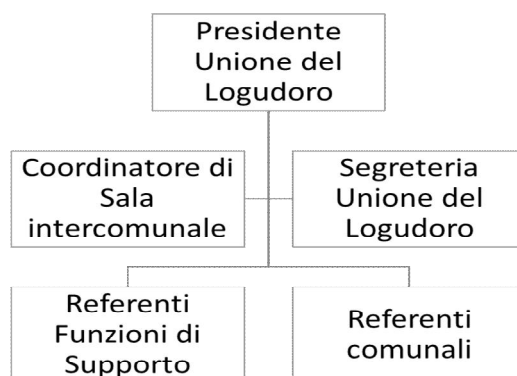 Presidente
Unione del
Logudoro
Coordinatore di
Sala
intercomunale
Segreteria
Unione del
Logudoro
Referenti
Funzioni di
Supporto
Referenti
comunali